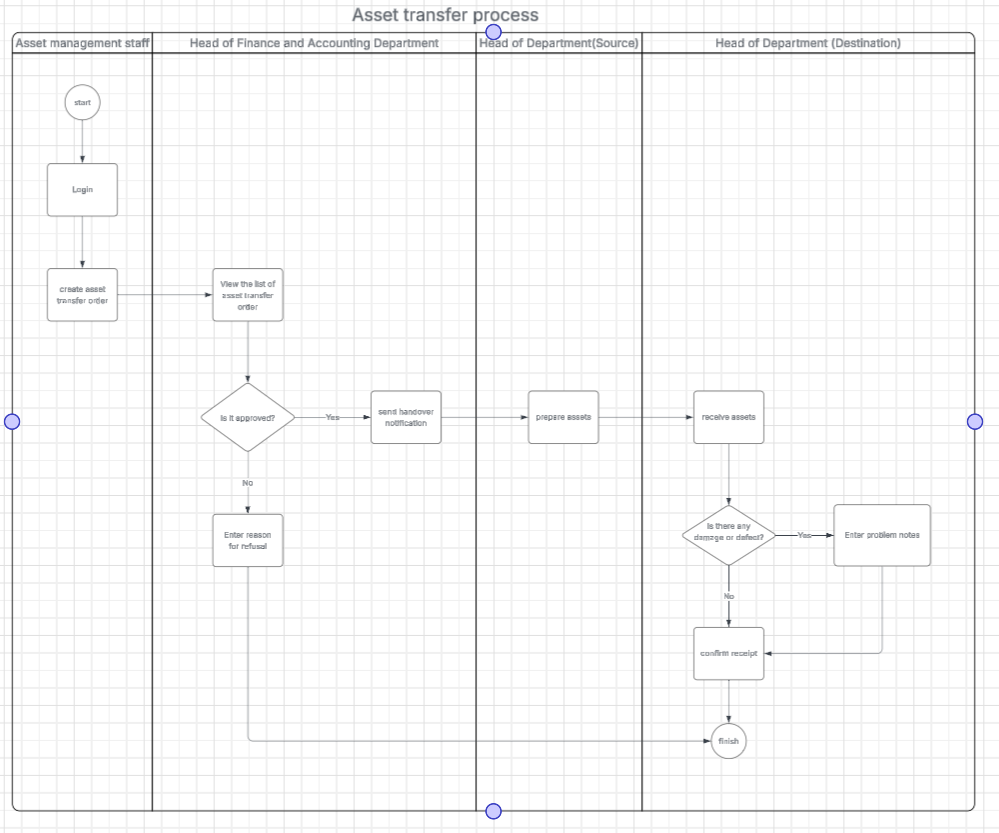 Asset transfer process
Asset management staff
Head of Finance and Accounting Department
Head of Department(Source)
Head of Department (Destination)
start
Login
create asset
transfer order
View the list of
asset transfer
order
Is it approved?
Yes
send handover
notification
prepare assets
receive assets
No
Enter reason
for refusal
Is there any
damage or defect?
Yes
Enter problem notes
No
confirm receipt
finish